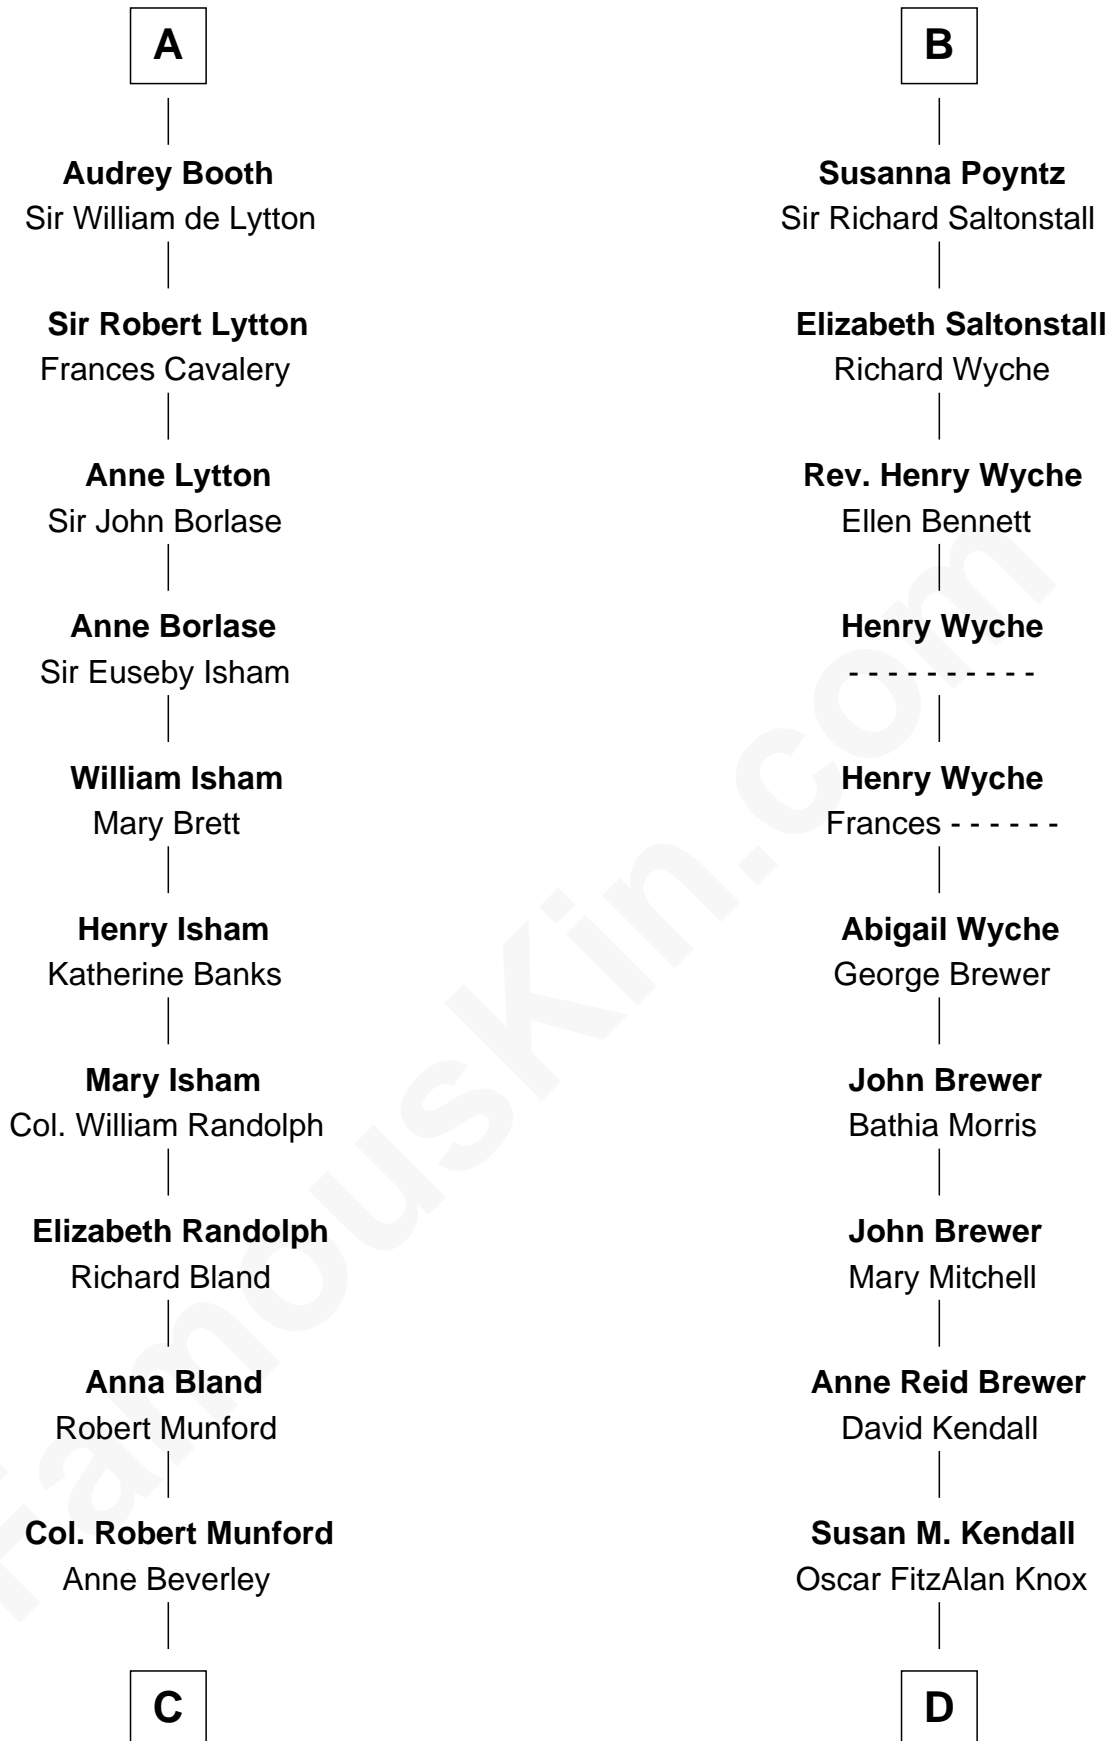 A
Audrey Booth
Sir William de Lytton
Sir Robert Lytton
Frances Cavalery
Anne Lytton
Sir John Borlase
Anne Borlase
Sir Euseby Isham
William Isham
Mary Brett
Henry Isham
Katherine Banks
Mary Isham
Col. William Randolph
Elizabeth Randolph
Richard Bland
Anna Bland
Robert Munford
Col. Robert Munford
Anne Beverley
C
B
Susanna Poyntz
Sir Richard Saltonstall
Elizabeth Saltonstall
Richard Wyche
Rev. Henry Wyche
Ellen Bennett
Henry Wyche
- - - - - - - - - -
Henry Wyche
Frances - - - - - -
Abigail Wyche
George Brewer
John Brewer
Bathia Morris
John Brewer
Mary Mitchell
Anne Reid Brewer
David Kendall
Susan M. Kendall
Oscar FitzAlan Knox
D
FamousKin.com